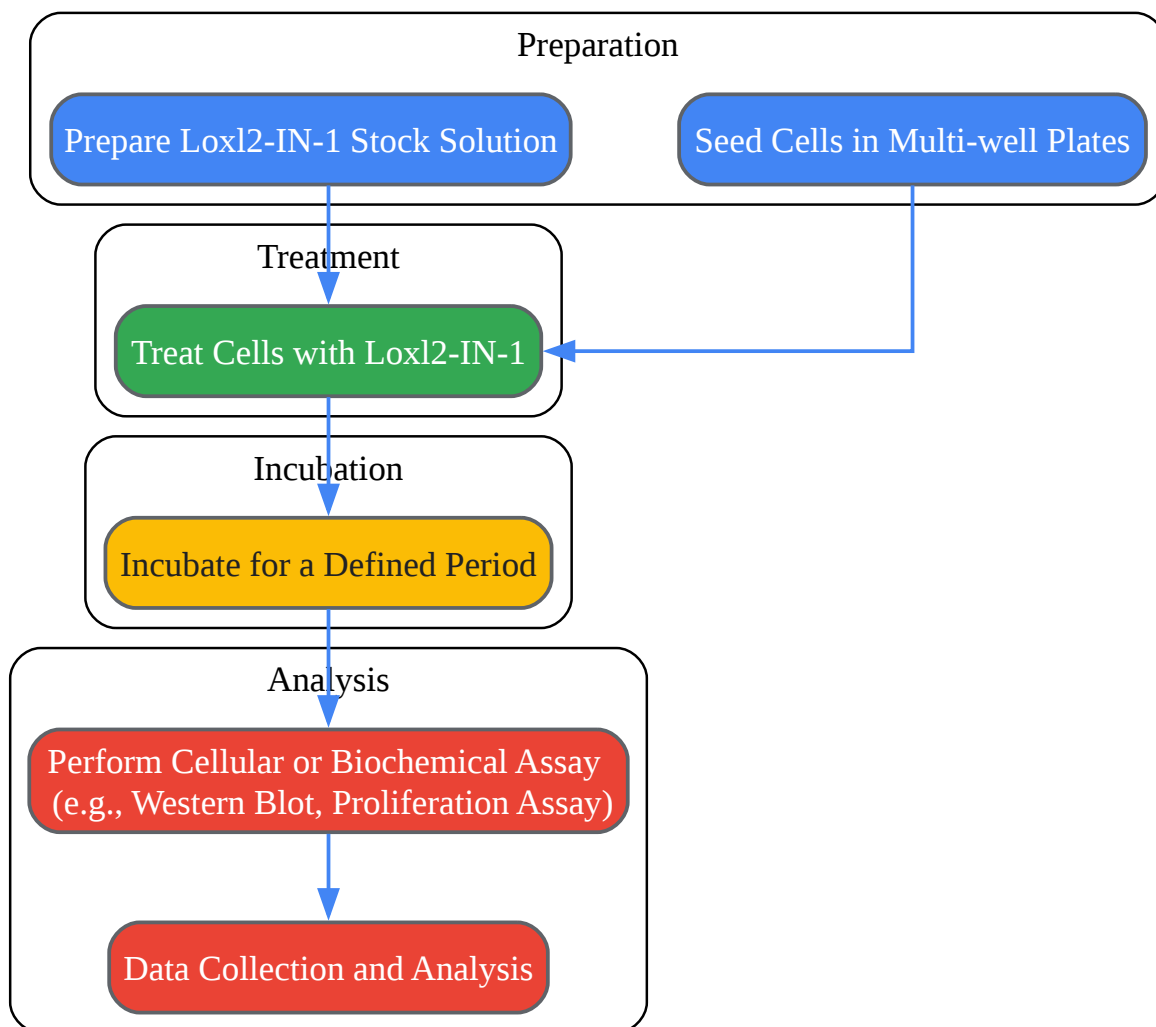 Preparation
Prepare Loxl2-IN-1 Stock Solution
Seed Cells in Multi-well Plates
Treatment
Treat Cells with Loxl2-IN-1
Incubation
Incubate for a Defined Period
Analysis
Perform Cellular or Biochemical Assay
(e.g., Western Blot, Proliferation Assay)
Data Collection and Analysis